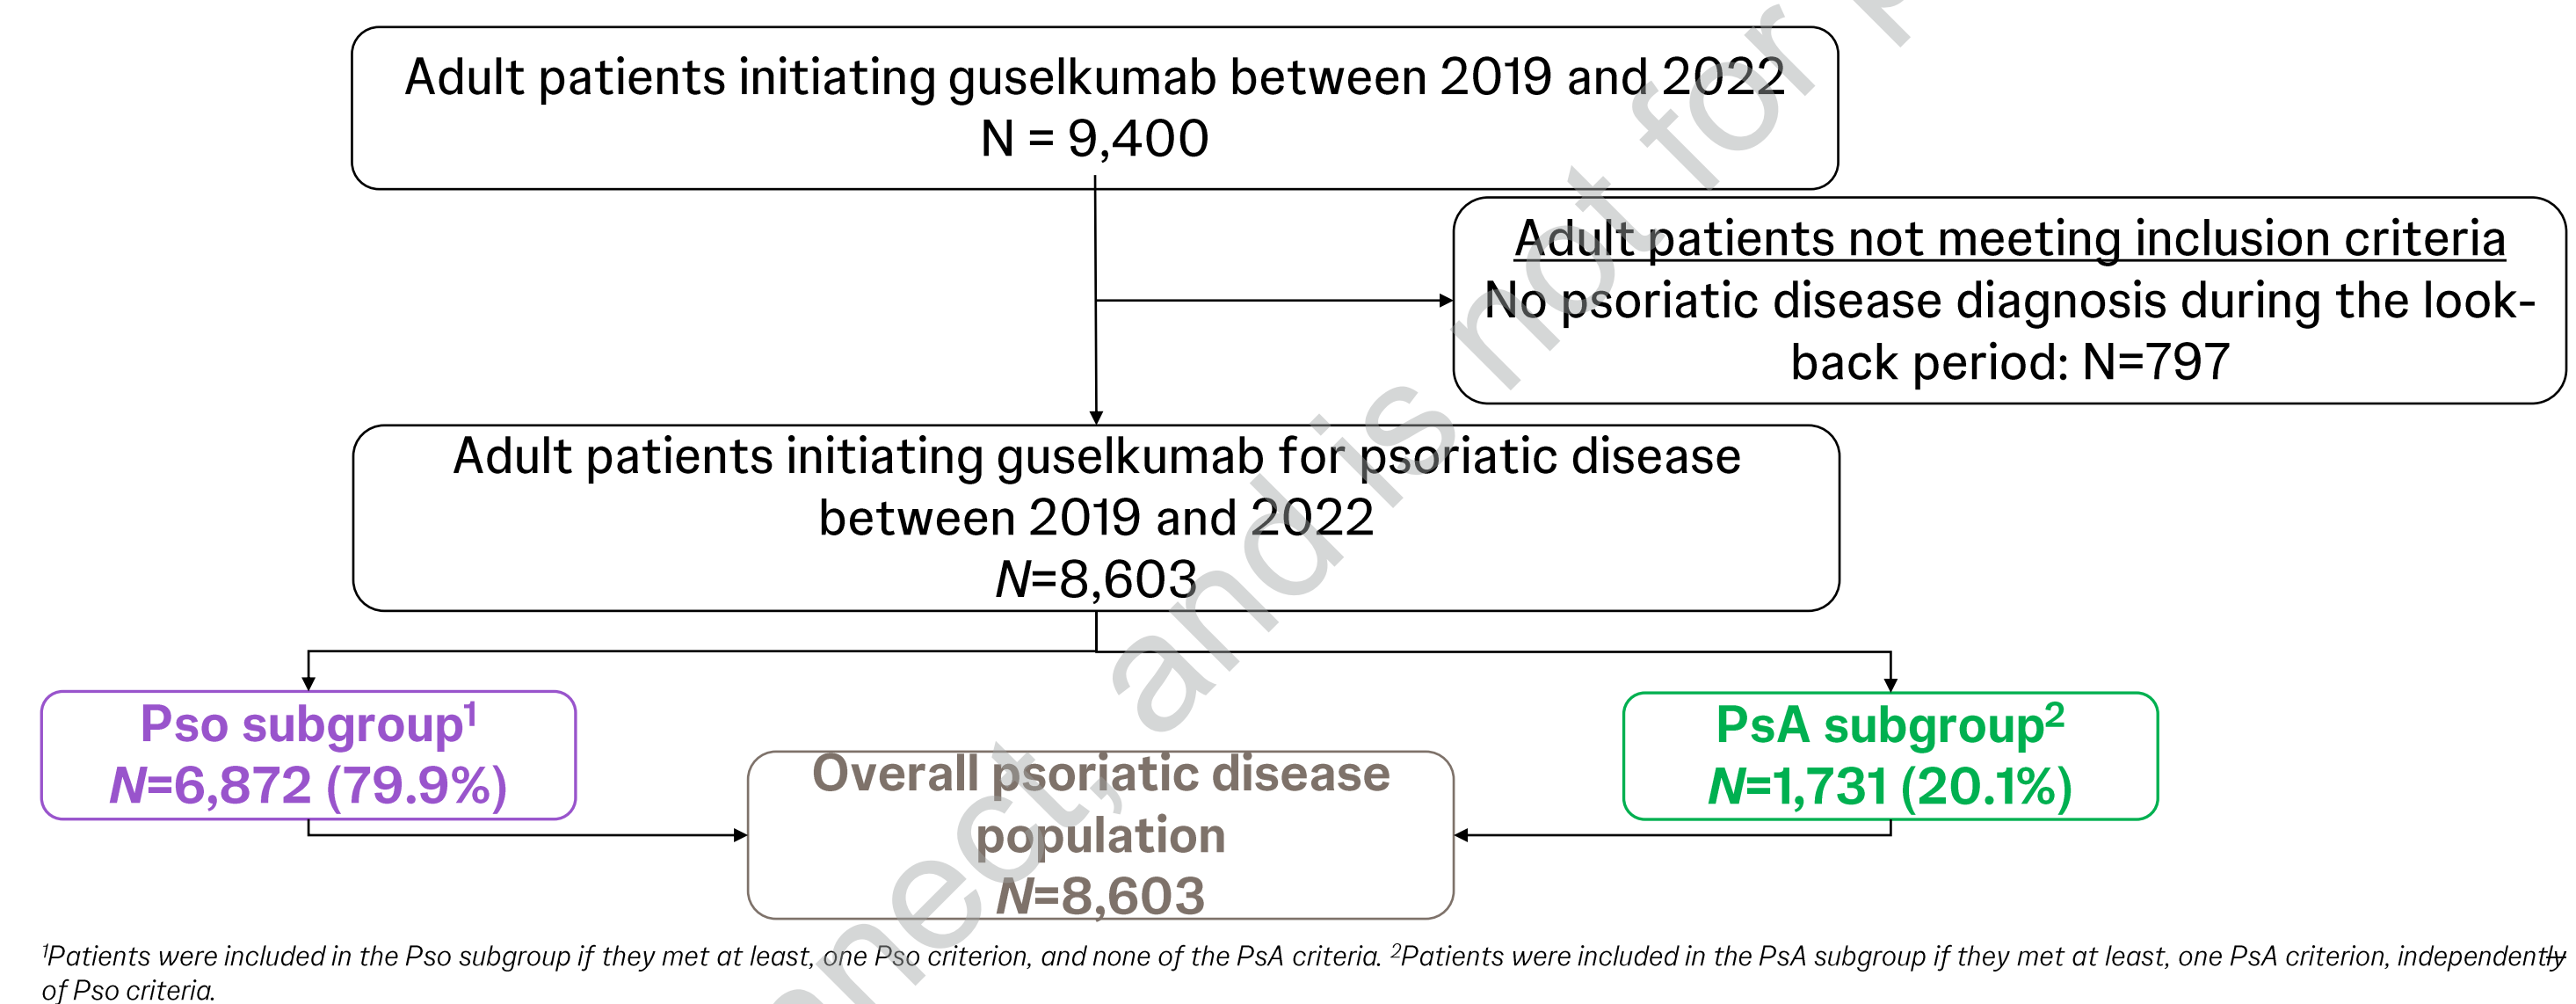 Adult patients initiating guselkumab between 2019 and 2022
N = 9,400
Adult patients not meeting inclusion criteria
No psoriatic disease diagnosis during the look-
back period: N=797
Adult patients initiating guselkumab for psoriatic disease
between 2019 and 2022
N=8,603
Pso subgroup¹
N=6,872 (79.9%)
PsA subgroup²
N=1,731 (20.1%)
Overall psoriatic disease
population
N=8,603
¹Patients were included in the Pso subgroup if they met at least, one Pso criterion, and none of the PsA criteria. ²Patients were included in the PsA subgroup if they met at least, one PsA criterion, independently
of Pso criteria.
and is not for